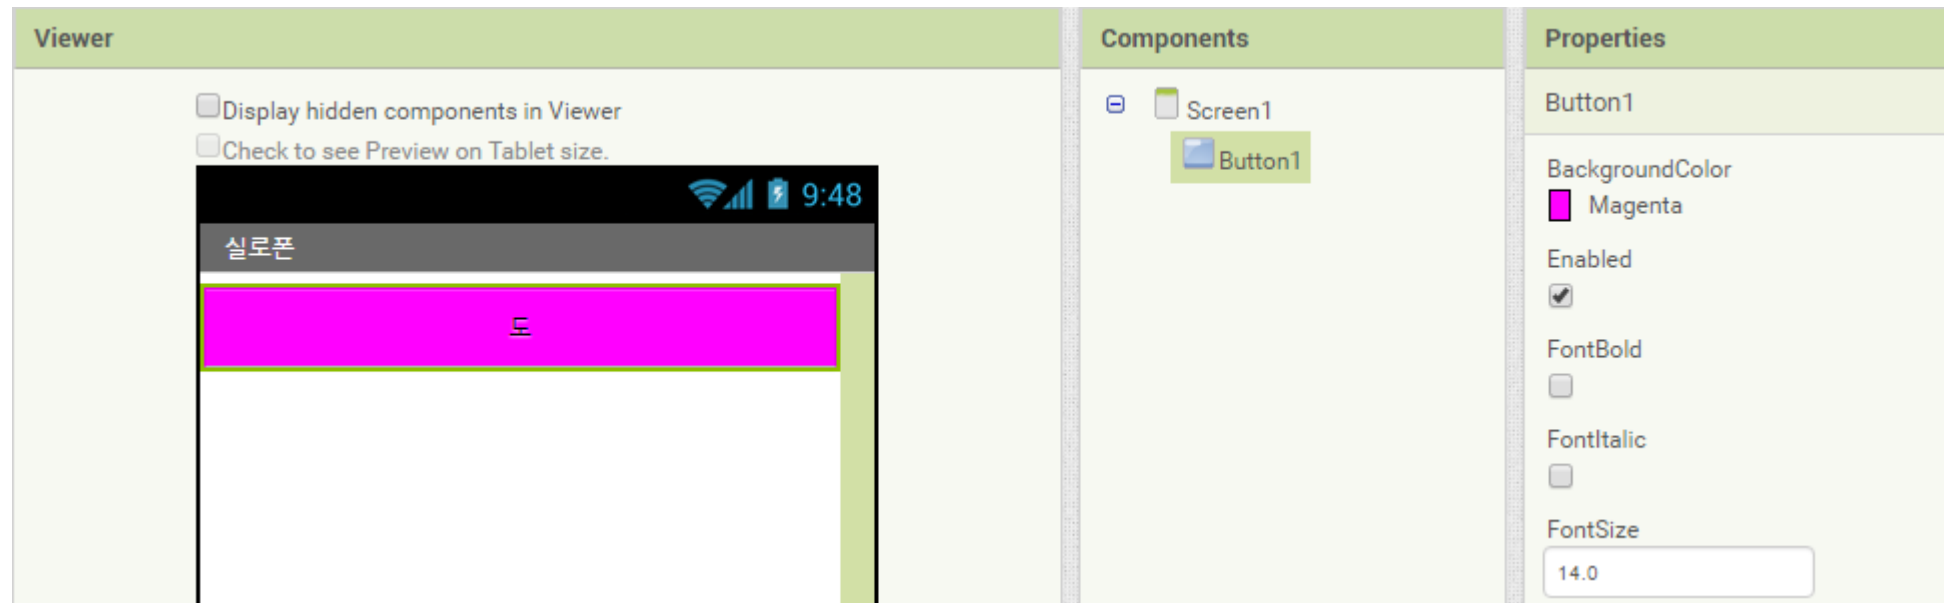 Viewer
Display hidden components in Viewer
Check to see Preview on Tablet size.
9:48
실로폰
도
Components
Screen1
Button1
Properties
Button1
BackgroundColor
Magenta
Enabled
FontBold
FontItalic
FontSize
14.0